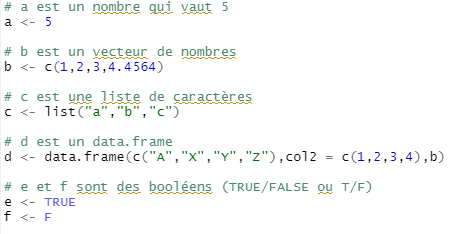 # a est un nombre qui vaut 5
a <- 5
# b est un vecteur de nombres
b <- c(1,2,3,4.4564)
# c est une liste de caractères
c <- list("a","b","c")
# d est un data.frame
d <- data.frame(c("A","X","Y","Z"),col2 = c(1,2,3,4),b)
# e et f sont des booléens (TRUE/FALSE ou T/F)
e <- TRUE
f <- F